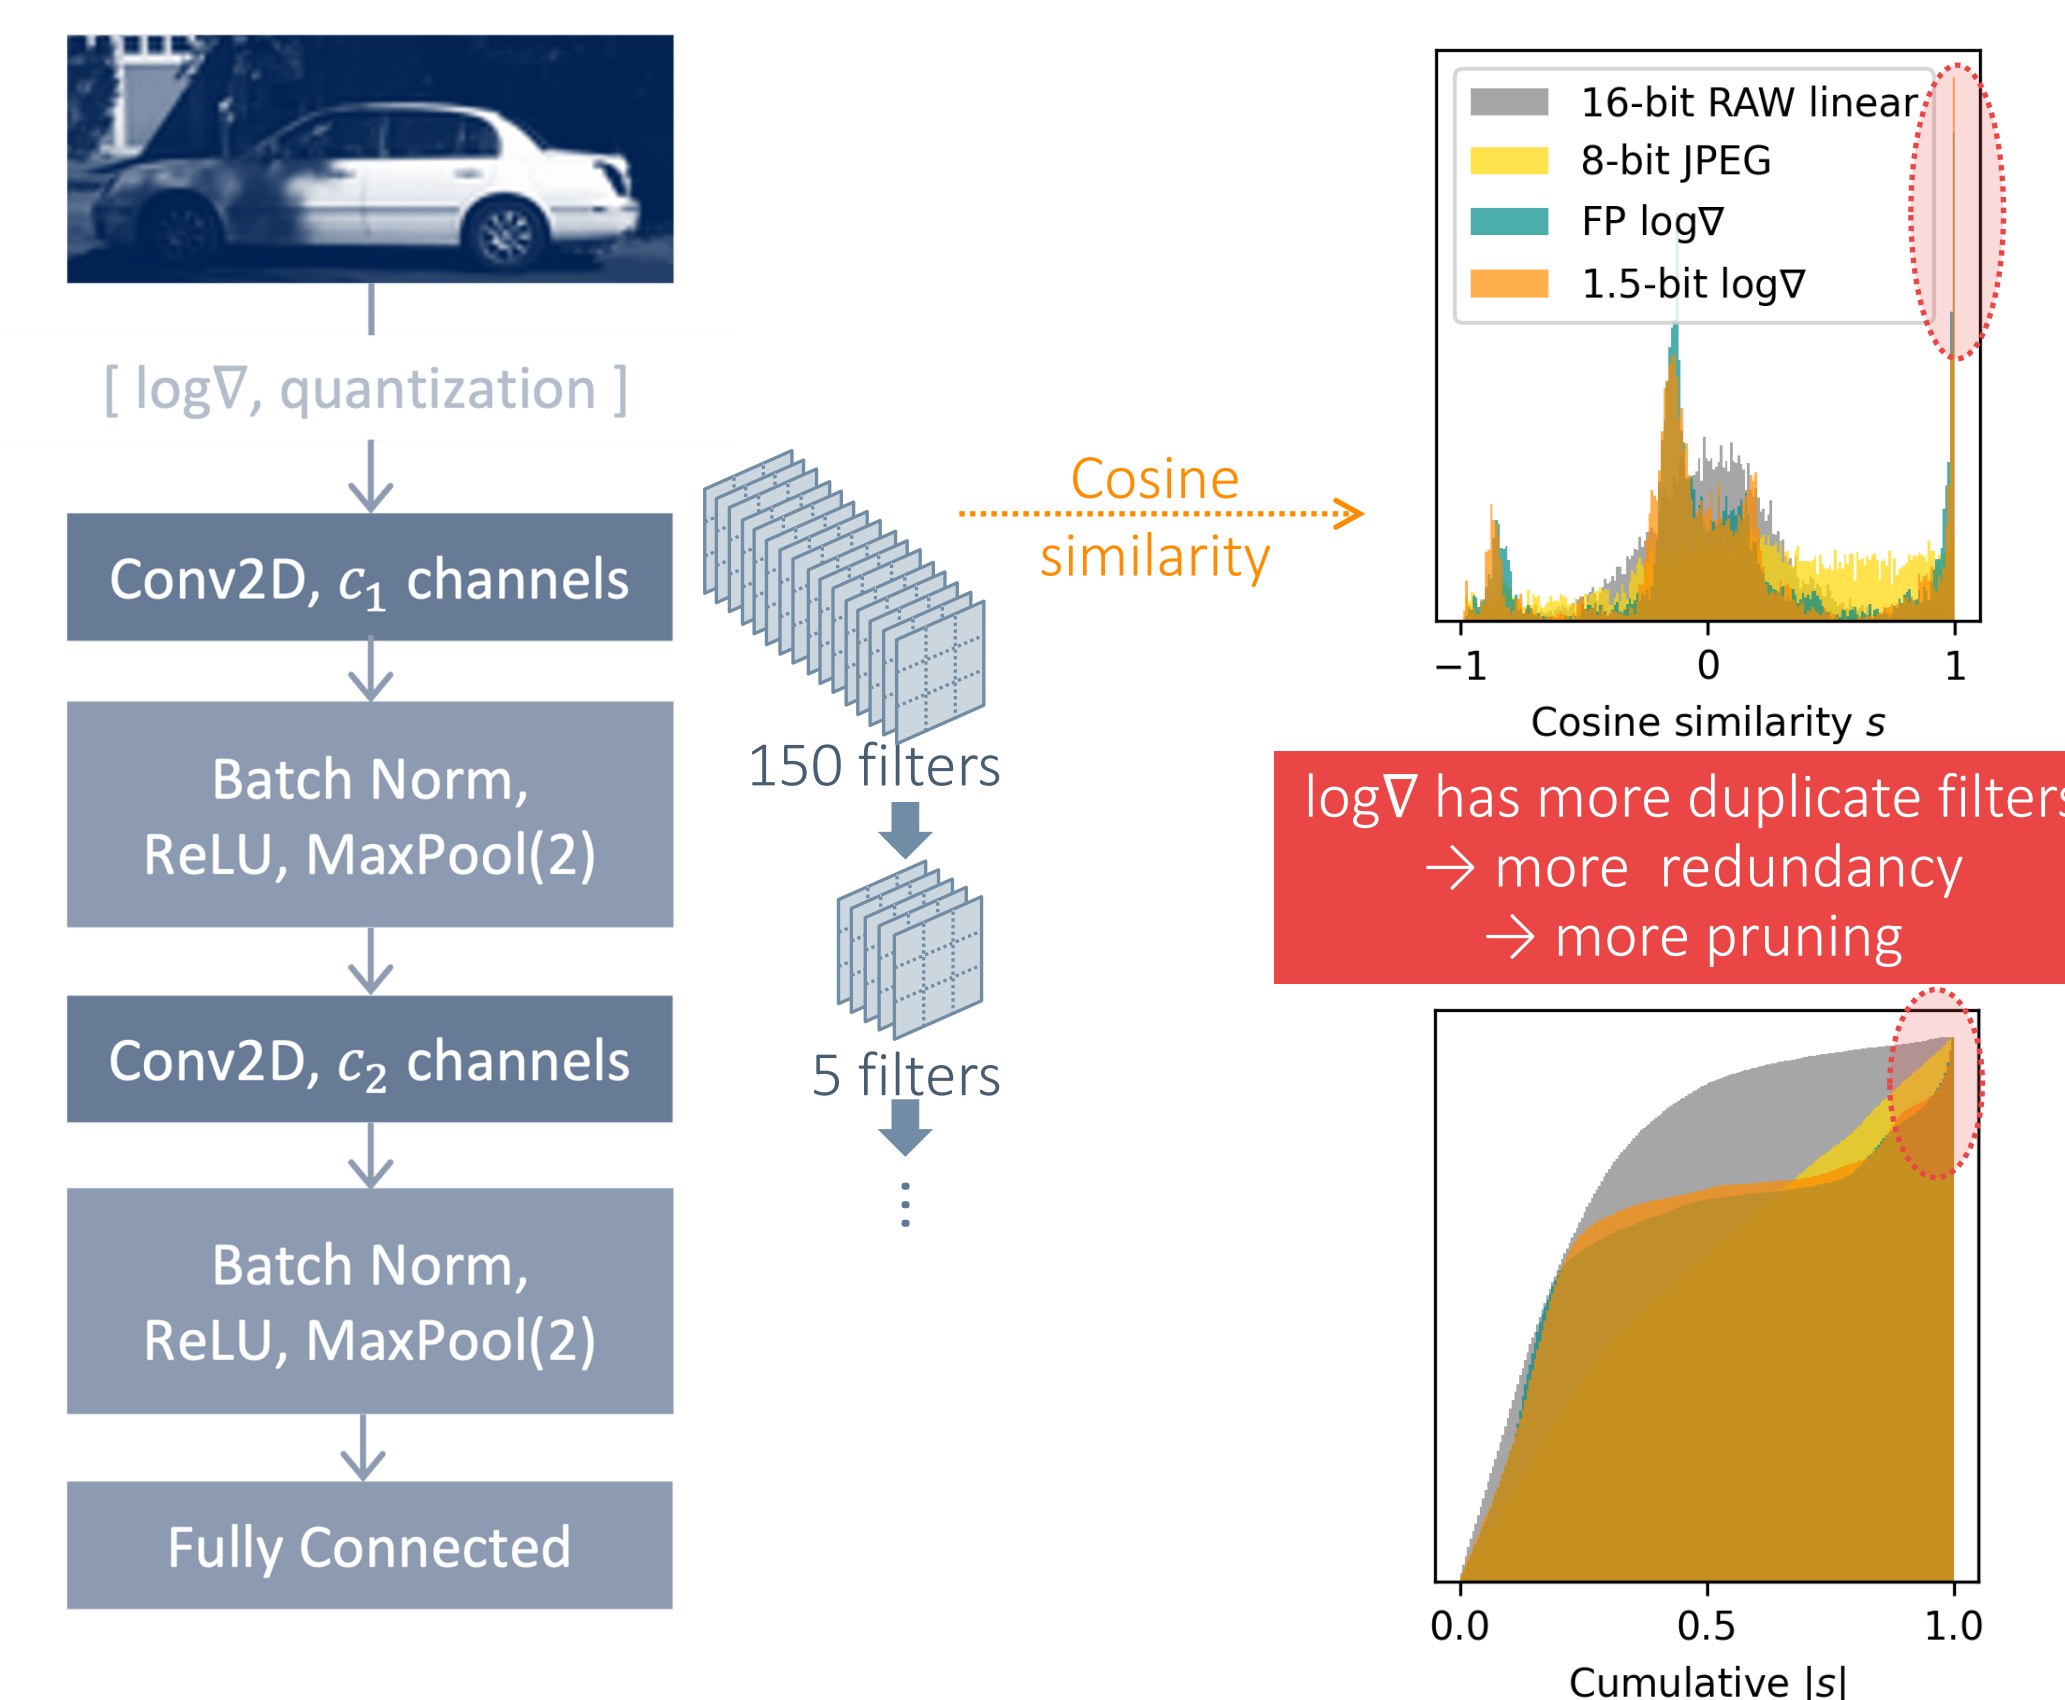 [ log∇, quantization ]
Conv2D, c₁ channels
Batch Norm,
ReLU, MaxPool(2)
Conv2D, c₂ channels
Batch Norm,
ReLU, MaxPool(2)
Fully Connected
150 filters
5 filters
⋮
Cosine
similarity
16-bit RAW linear
8-bit JPEG
FP log∇
1.5-bit log∇
−1 0 1
Cosine similarity s
log∇ has more duplicate filters
→ more redundancy
→ more pruning
0.0 0.5 1.0
Cumulative |s|